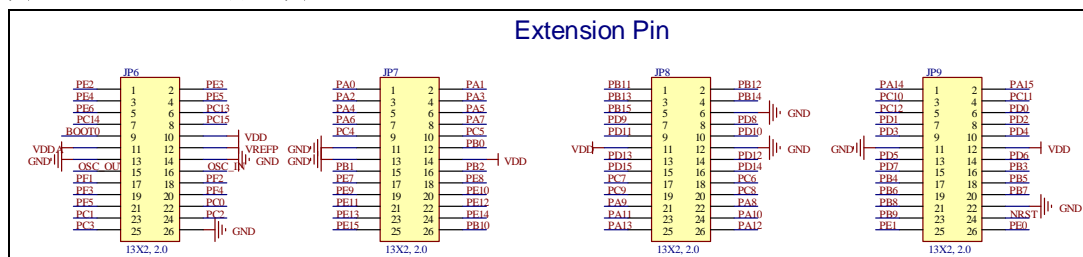 Extension Pin
JP6
PE2 1 2 PE3
PE4 3 4 PE5
PE6 5 6 PC13
PC14 7 8 PC15
BOOT0 9 10 VDD
VDDA 11 12 VREFP
GND 13 14 GND
OSC_OU 15 16 OSC_IN
PF1 17 18 PF2
PF3 19 20 PF4
PF5 21 22 PC0
PC1 23 24 PC2
PC3 25 26 GND
13X2, 2.0
JP7
PA0 1 2 PA1
PA2 3 4 PA3
PA4 5 6 PA5
PA6 7 8 PA7
PC4 9 10 PC5
GND 11 12 PB0
GND 13 14 VDD
PB1 15 16 PB2
PE7 17 18 PE8
PE9 19 20 PE10
PE11 21 22 PE12
PE13 23 24 PE14
PE15 25 26 PB10
13X2, 2.0
JP8
PB11 1 2 PB12
PB13 3 4 PB14
PB15 5 6 GND
PD9 7 8 PD8
PD11 9 10 PD10
VDD 11 12 GND
PD13 13 14 PD12
PD15 15 16 PD14
PC7 17 18 PC6
PC9 19 20 PC8
PA9 21 22 PA8
PA11 23 24 PA10
PA13 25 26 PA12
13X2, 2.0
JP9
PA14 1 2 PA15
PC10 3 4 PC11
PC12 5 6 PD0
PD1 7 8 PD2
PD3 9 10 PD4
GND 11 12 VDD
PD5 13 14 PD6
PD7 15 16 PB3
PB4 17 18 PB5
PB6 19 20 PB7
PB8 21 22 GND
PB9 23 24 NRST
PE1 25 26 PE0
13X2, 2.0